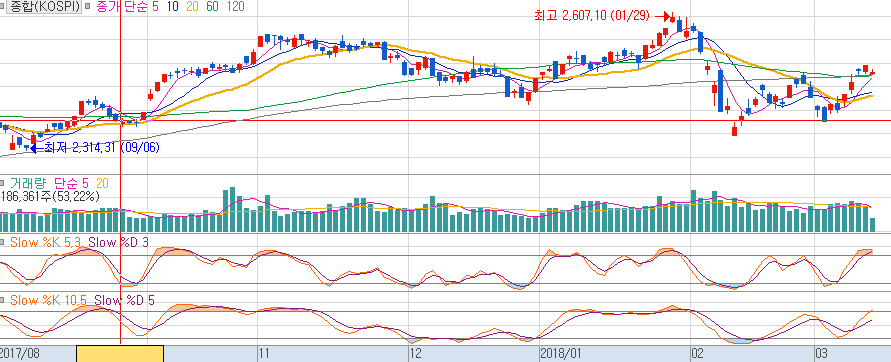 종합(KOSPI) 종가 단순 5 10 20 60 120
최고 2,607.10 (01/29)
최저 2,314.31 (09/06)
거래량 단순 5 20
186,361주(53.22%)
Slow %K 5.3 Slow %D 3
Slow %K 10.5 Slow %D 5
2017/08 11 12 2018/01 02 03